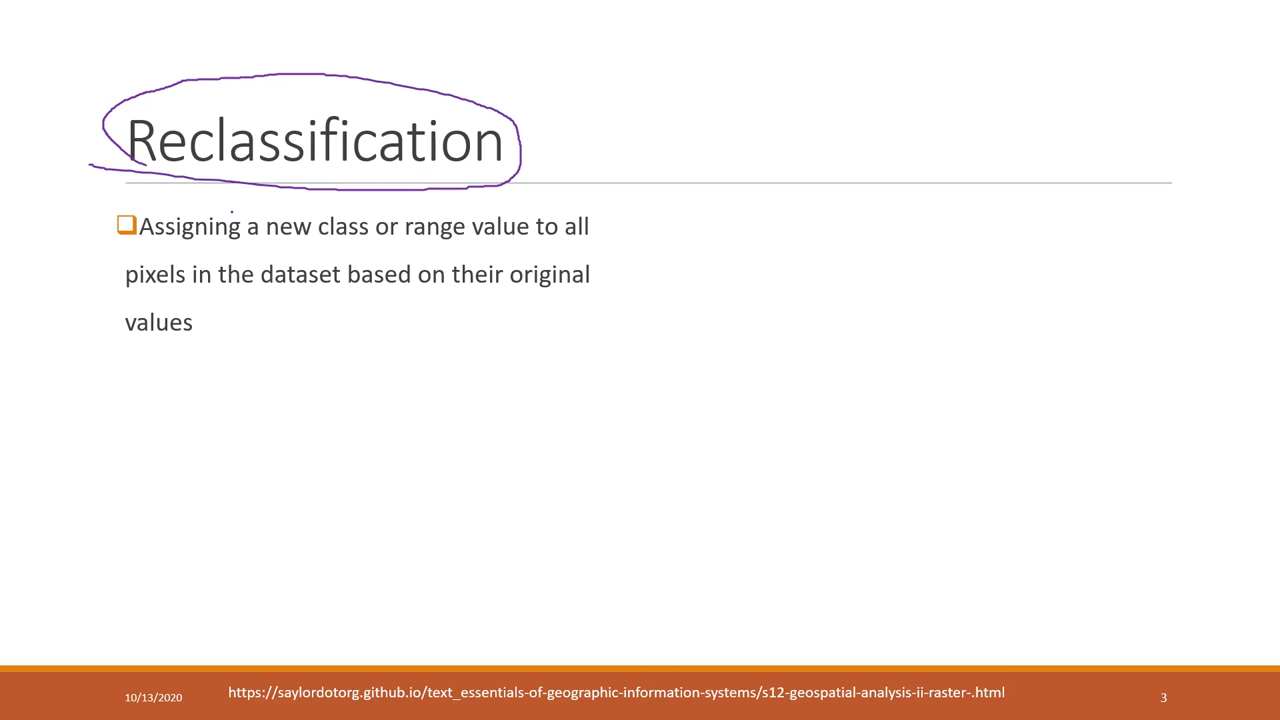 Reclassification
Assigning a new class or range value to all
pixels in the dataset based on their original
values
10/13/2020
https://saylordotorg.github.io/text_essentials-of-geographic-information-systems/s12-geospatial-analysis-ii-raster-.html
3